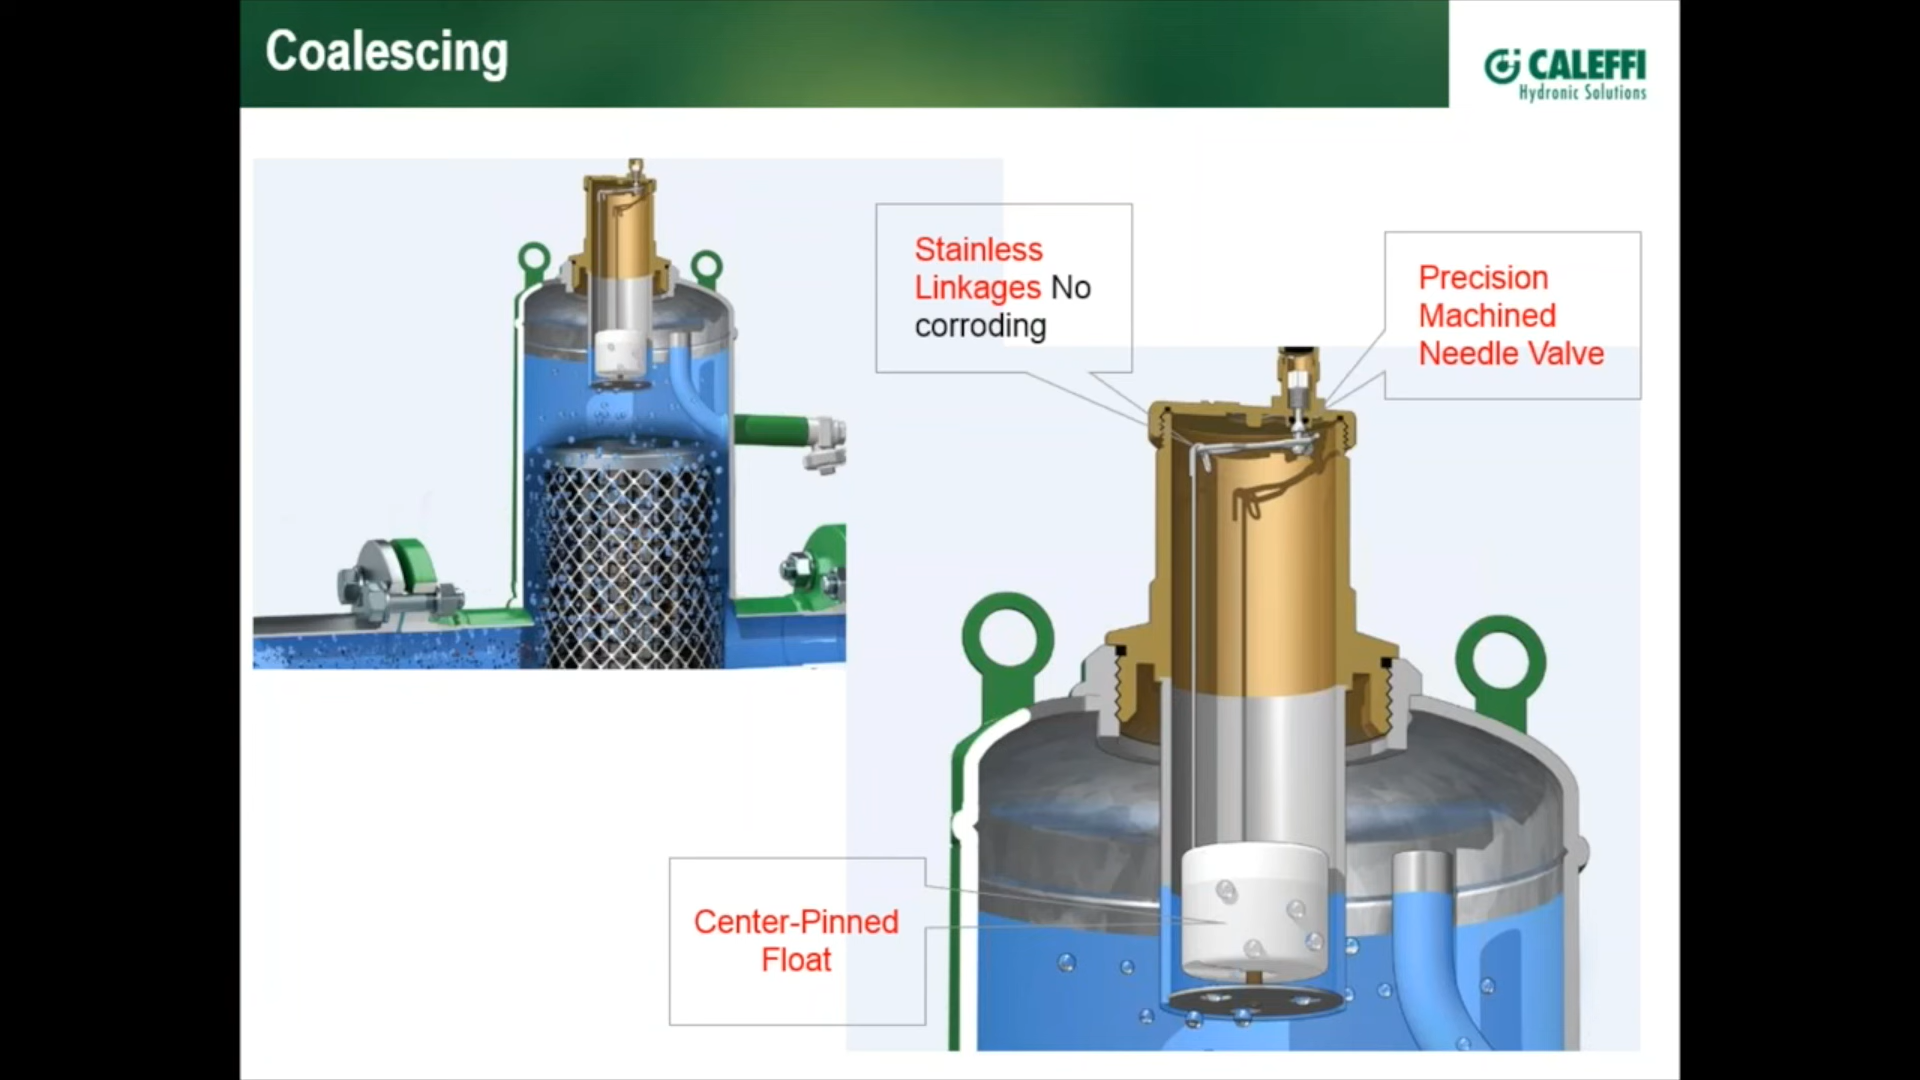 Coalescing
CALEFFI
Hydronic Solutions
Stainless
Linkages No
corroding
Precision
Machined
Needle Valve
Center-Pinned
Float